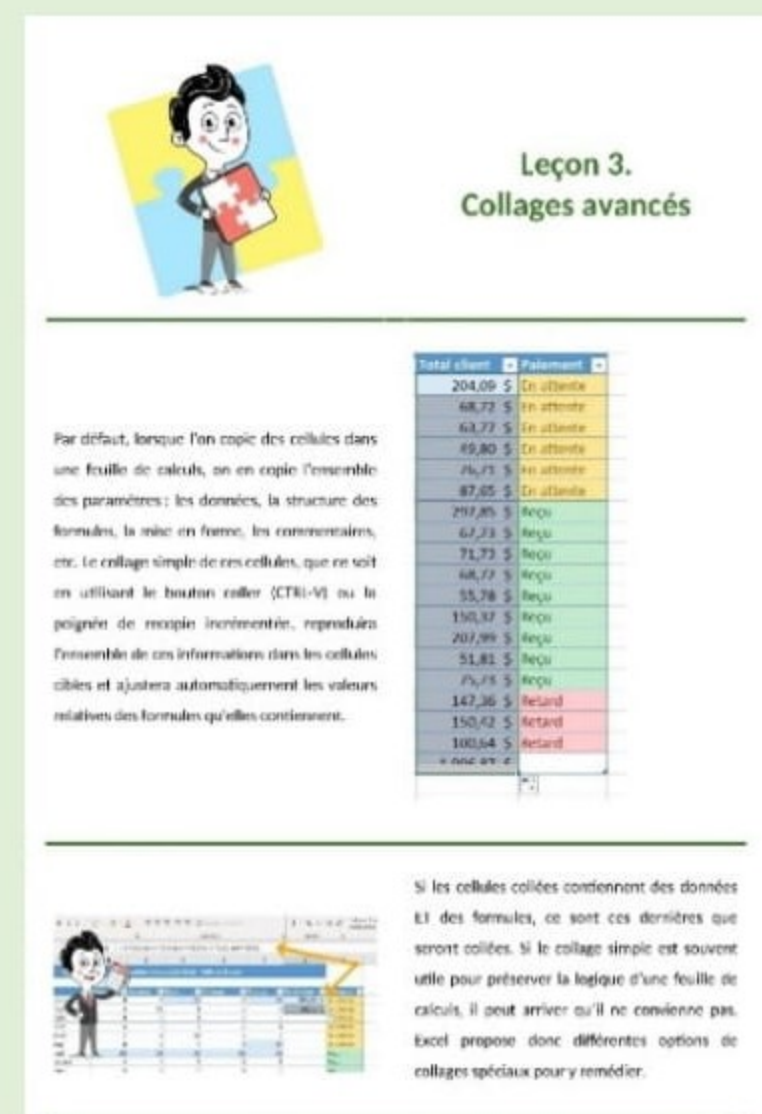 Leçon 3.
Collages avancés
Par défaut, lorsque l'on copie des cellules dans
une feuille de calculs, on en copie l'ensemble
des paramètres : les données, la structure des
formules, la mise en forme, les commentaires,
etc. Le collage simple de ces cellules, que ce soit
en utilisant le bouton coller (CTRL-V) ou la
poignée de recopie incrémentée, reproduira
l'ensemble de ces informations dans les cellules
cibles et ajustera automatiquement les valeurs
relatives des formules qu'elles contiennent.
Total client Paiement
204,09 $ En attente
68,72 $ En attente
63,77 $ En attente
49,80 $ En attente
76,71 $ En attente
87,65 $ En attente
297,85 $ Reçu
67,73 $ Reçu
71,73 $ Reçu
68,77 $ Reçu
55,78 $ Reçu
150,37 $ Reçu
207,99 $ Reçu
51,81 $ Reçu
75,73 $ Reçu
147,36 $ Retard
150,42 $ Retard
100,64 $ Retard
Si les cellules collées contiennent des données
ET des formules, ce sont ces dernières que
seront collées. Si le collage simple est souvent
utile pour préserver la logique d'une feuille de
calculs, il peut arriver qu'il ne convienne pas.
Excel propose donc différentes options de
collages spéciaux pour y remédier.